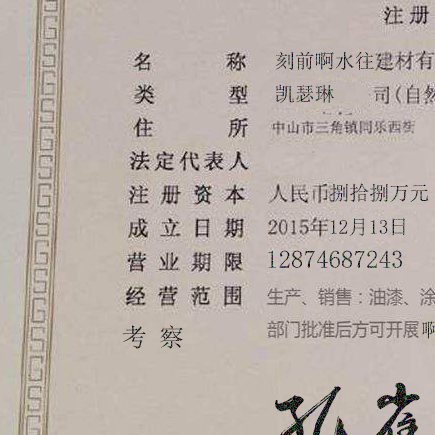 注册
名称 刻前啊水往建材有
类型 凯瑟琳 司(自然
住所 中山市三角镇同乐西街
法定代表人
注册资本 人民币捌拾捌万元
成立日期 2015年12月13日
营业期限 12874687243
经营范围 生产、销售：油漆、涂
考察 部门批准后方可开展啊
孔雀